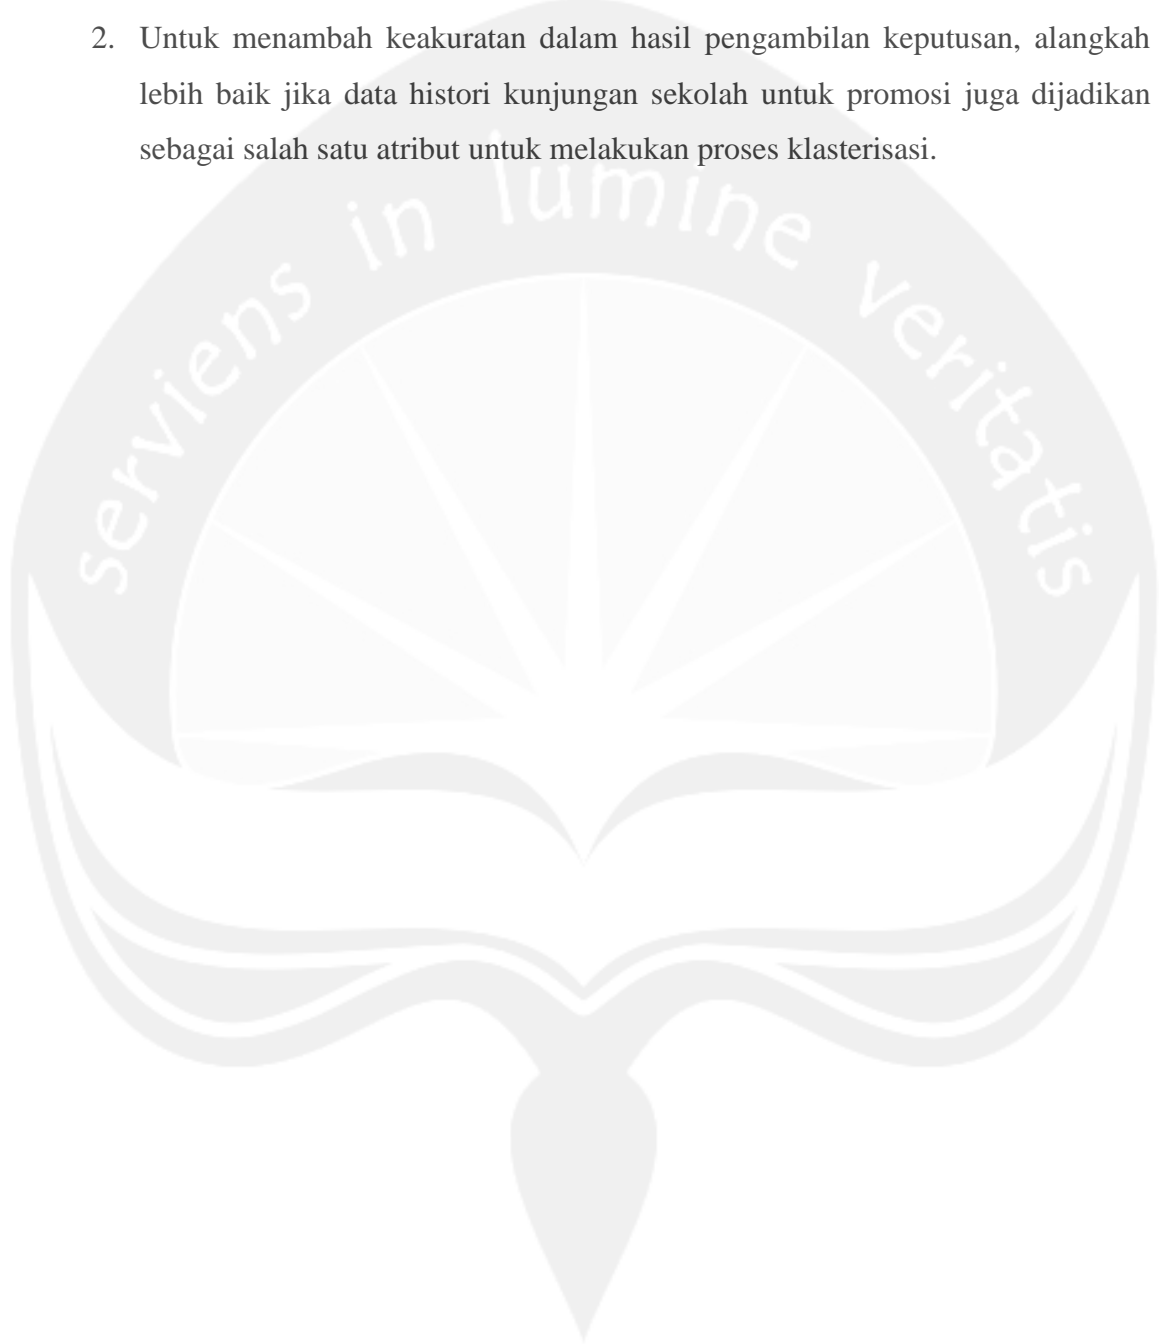 2. Untuk menambah keakuratan dalam hasil pengambilan keputusan, alangkah
lebih baik jika data histori kunjungan sekolah untuk promosi juga dijadikan
sebagai salah satu atribut untuk melakukan proses klasterisasi.
serviens in lumine veritatis